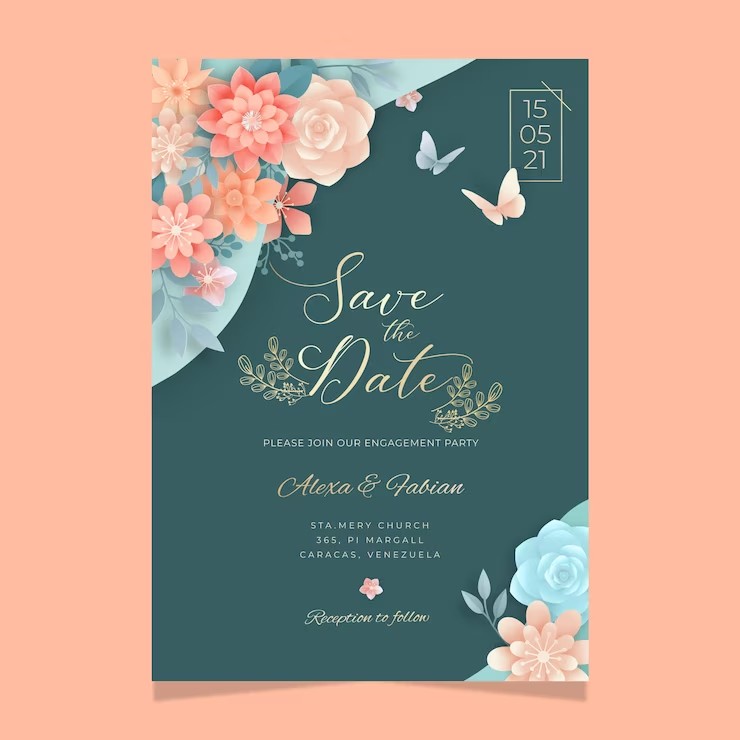 15
05
21
Save
the
Date
PLEASE JOIN OUR ENGAGEMENT PARTY
Alexa & Fabian
STA.MERY CHURCH
365, PI MARGALL
CARACAS, VENEZUELA
Reception to follow